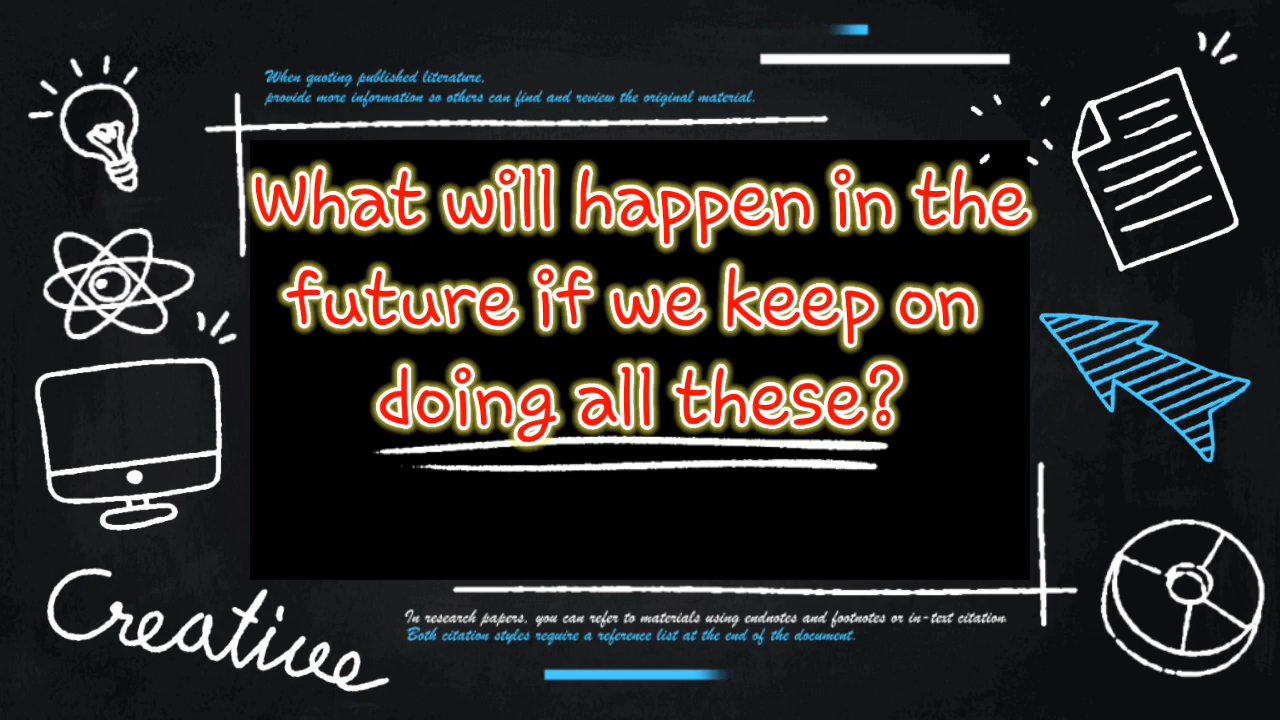 When quoting published literature,
provide more information so others can find and review the original material.
What will happen in the
future if we keep on
doing all these?
In research papers, you can refer to materials using endnotes and footnotes or in-text citation.
Both citation styles require a reference list at the end of the document.
Creative